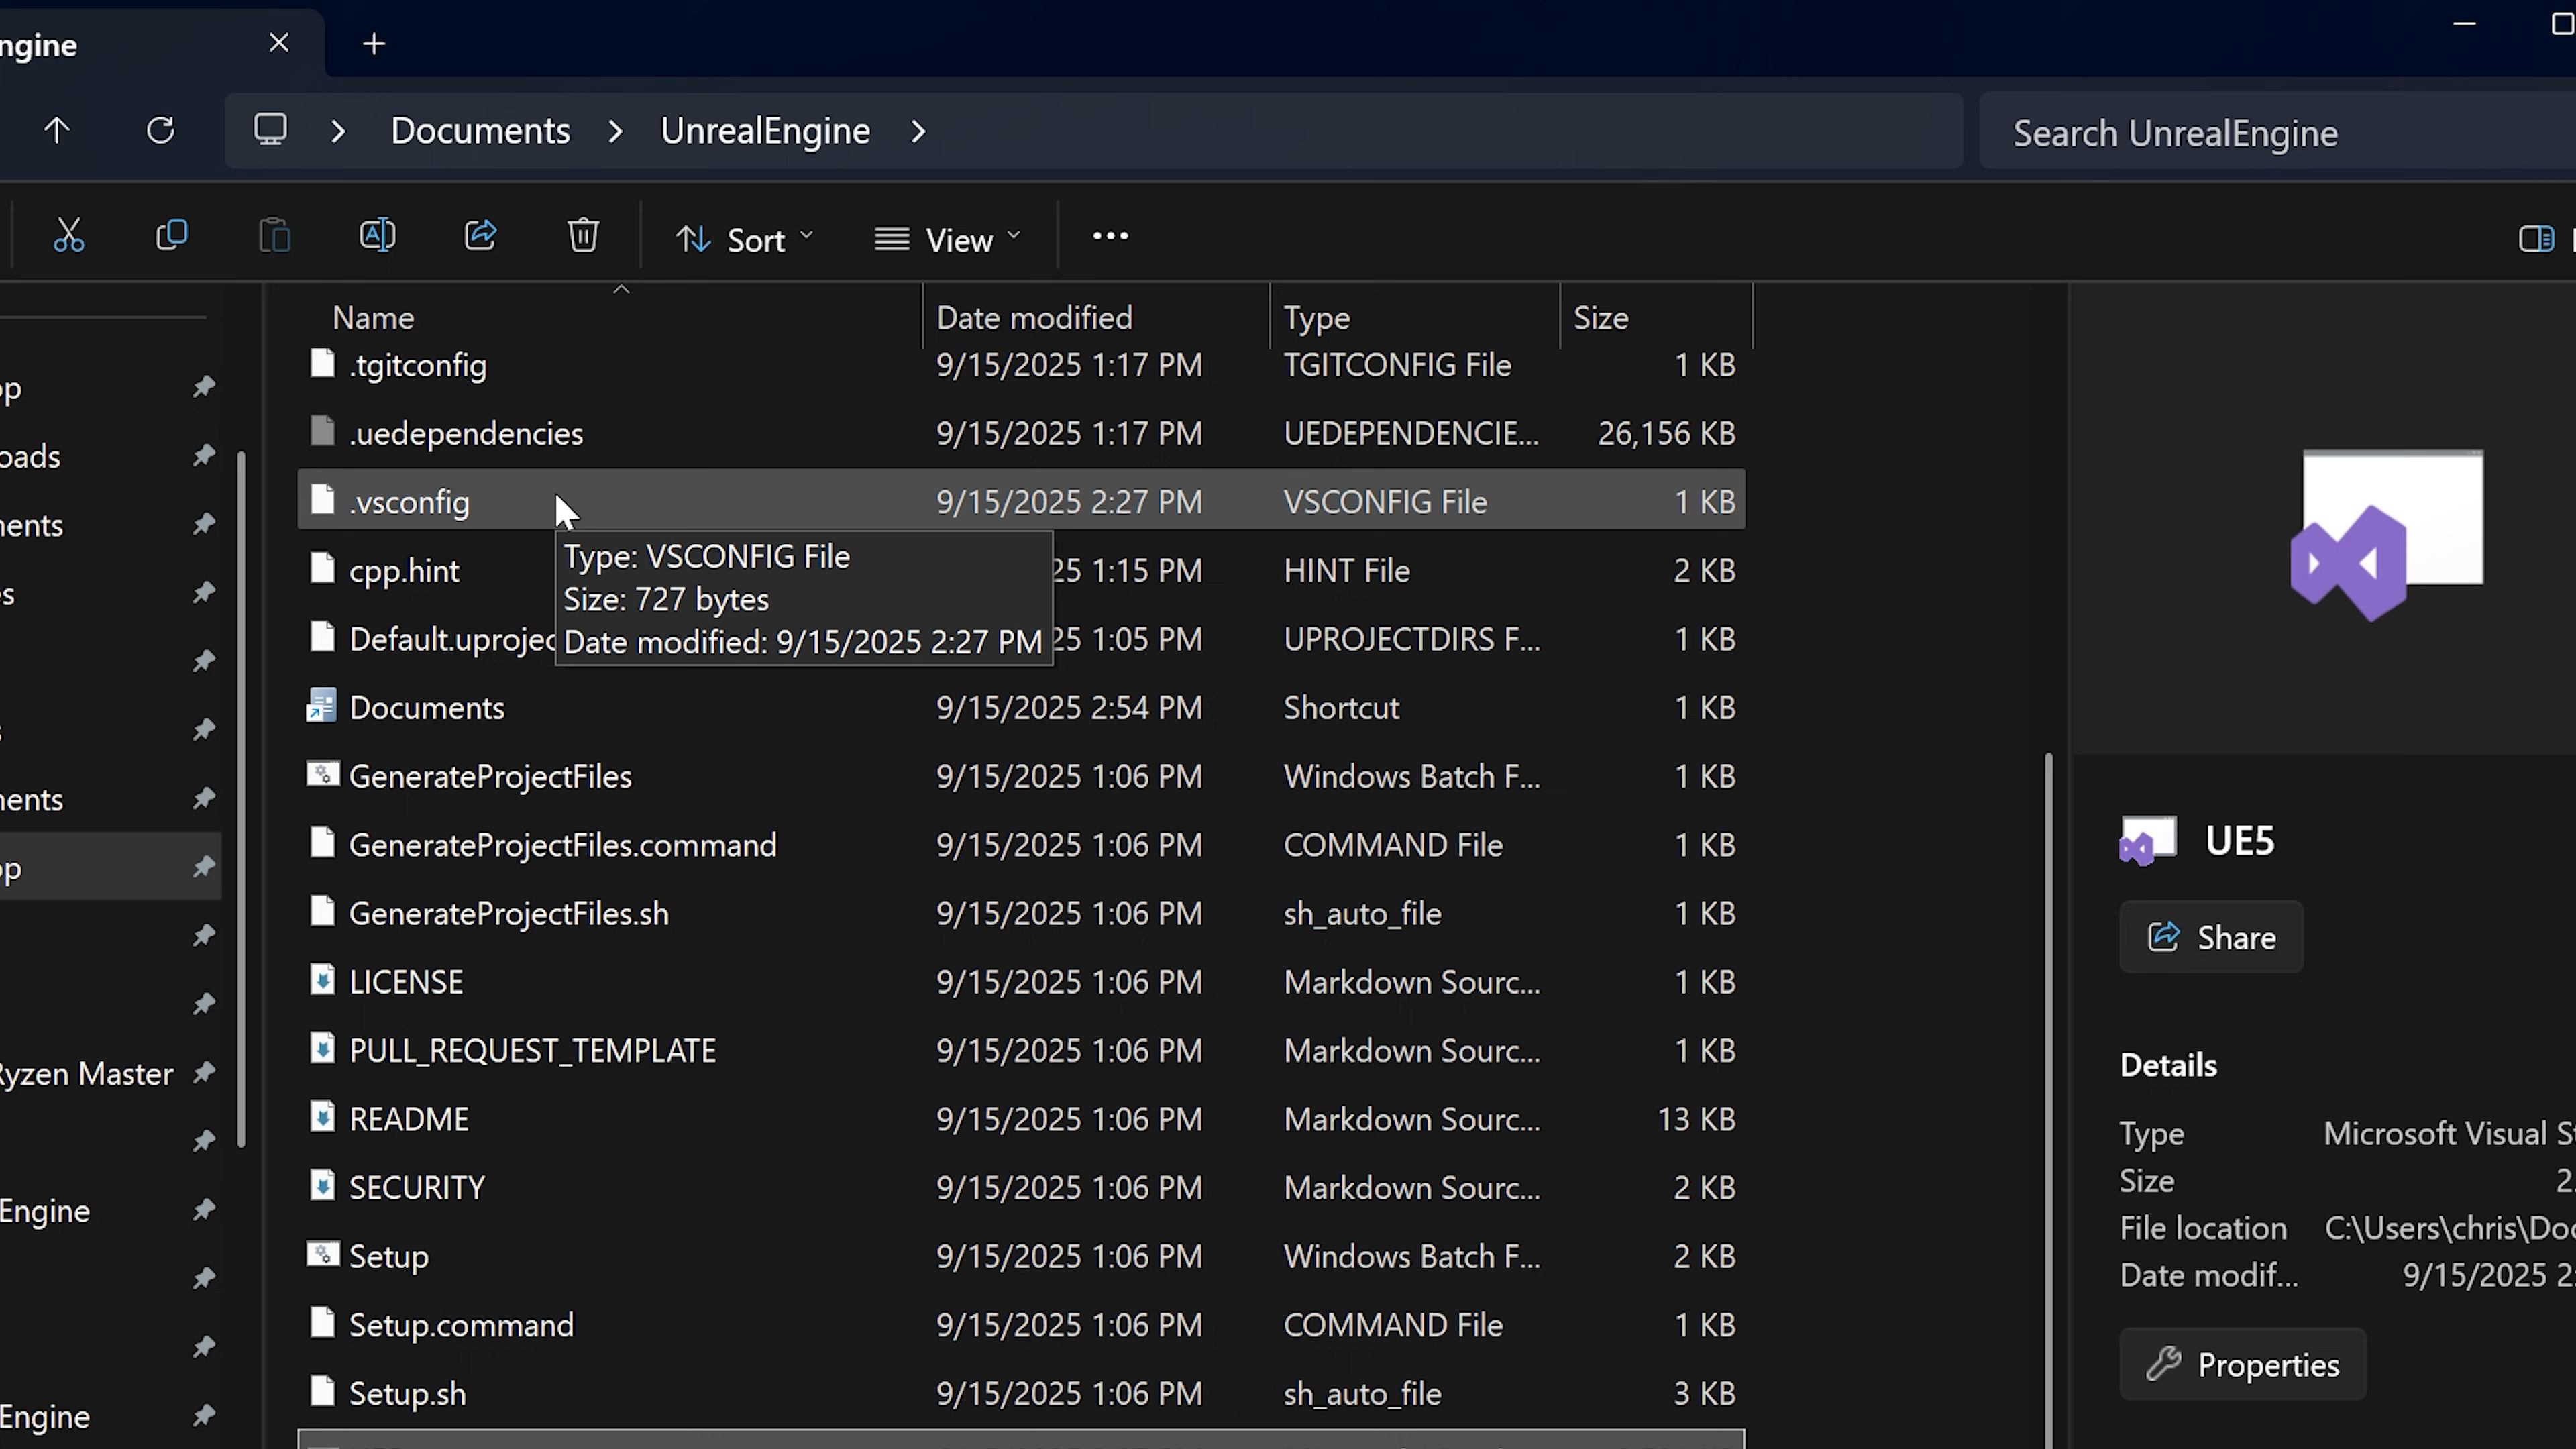 ngine
Documents
UnrealEngine
Search UnrealEngine
Sort
View
Name
Date modified
Type
Size
.tgitconfig
9/15/2025 1:17 PM
TGITCONFIG File
1 KB
.uedependencies
9/15/2025 1:17 PM
UEDEPENDENCIE...
26,156 KB
.vsconfig
9/15/2025 2:27 PM
VSCONFIG File
1 KB
Type: VSCONFIG File
Size: 727 bytes
Date modified: 9/15/2025 2:27 PM
cpp.hint
25 1:15 PM
HINT File
2 KB
Default.uprojec
25 1:05 PM
UPROJECTDIRS F...
1 KB
Documents
9/15/2025 2:54 PM
Shortcut
1 KB
GenerateProjectFiles
9/15/2025 1:06 PM
Windows Batch F...
1 KB
GenerateProjectFiles.command
9/15/2025 1:06 PM
COMMAND File
1 KB
GenerateProjectFiles.sh
9/15/2025 1:06 PM
sh_auto_file
1 KB
LICENSE
9/15/2025 1:06 PM
Markdown Sourc...
1 KB
PULL_REQUEST_TEMPLATE
9/15/2025 1:06 PM
Markdown Sourc...
1 KB
README
9/15/2025 1:06 PM
Markdown Sourc...
13 KB
SECURITY
9/15/2025 1:06 PM
Markdown Sourc...
2 KB
Setup
9/15/2025 1:06 PM
Windows Batch F...
2 KB
Setup.command
9/15/2025 1:06 PM
COMMAND File
1 KB
Setup.sh
9/15/2025 1:06 PM
sh_auto_file
3 KB
op
oads
nents
es
s
nents
op
Ryzen Master
Engine
Engine
UE5
Share
Details
Type
Microsoft Visual S
Size
2.
File location
C:\Users\chris\Doc
Date modif...
9/15/2025 2:
Properties